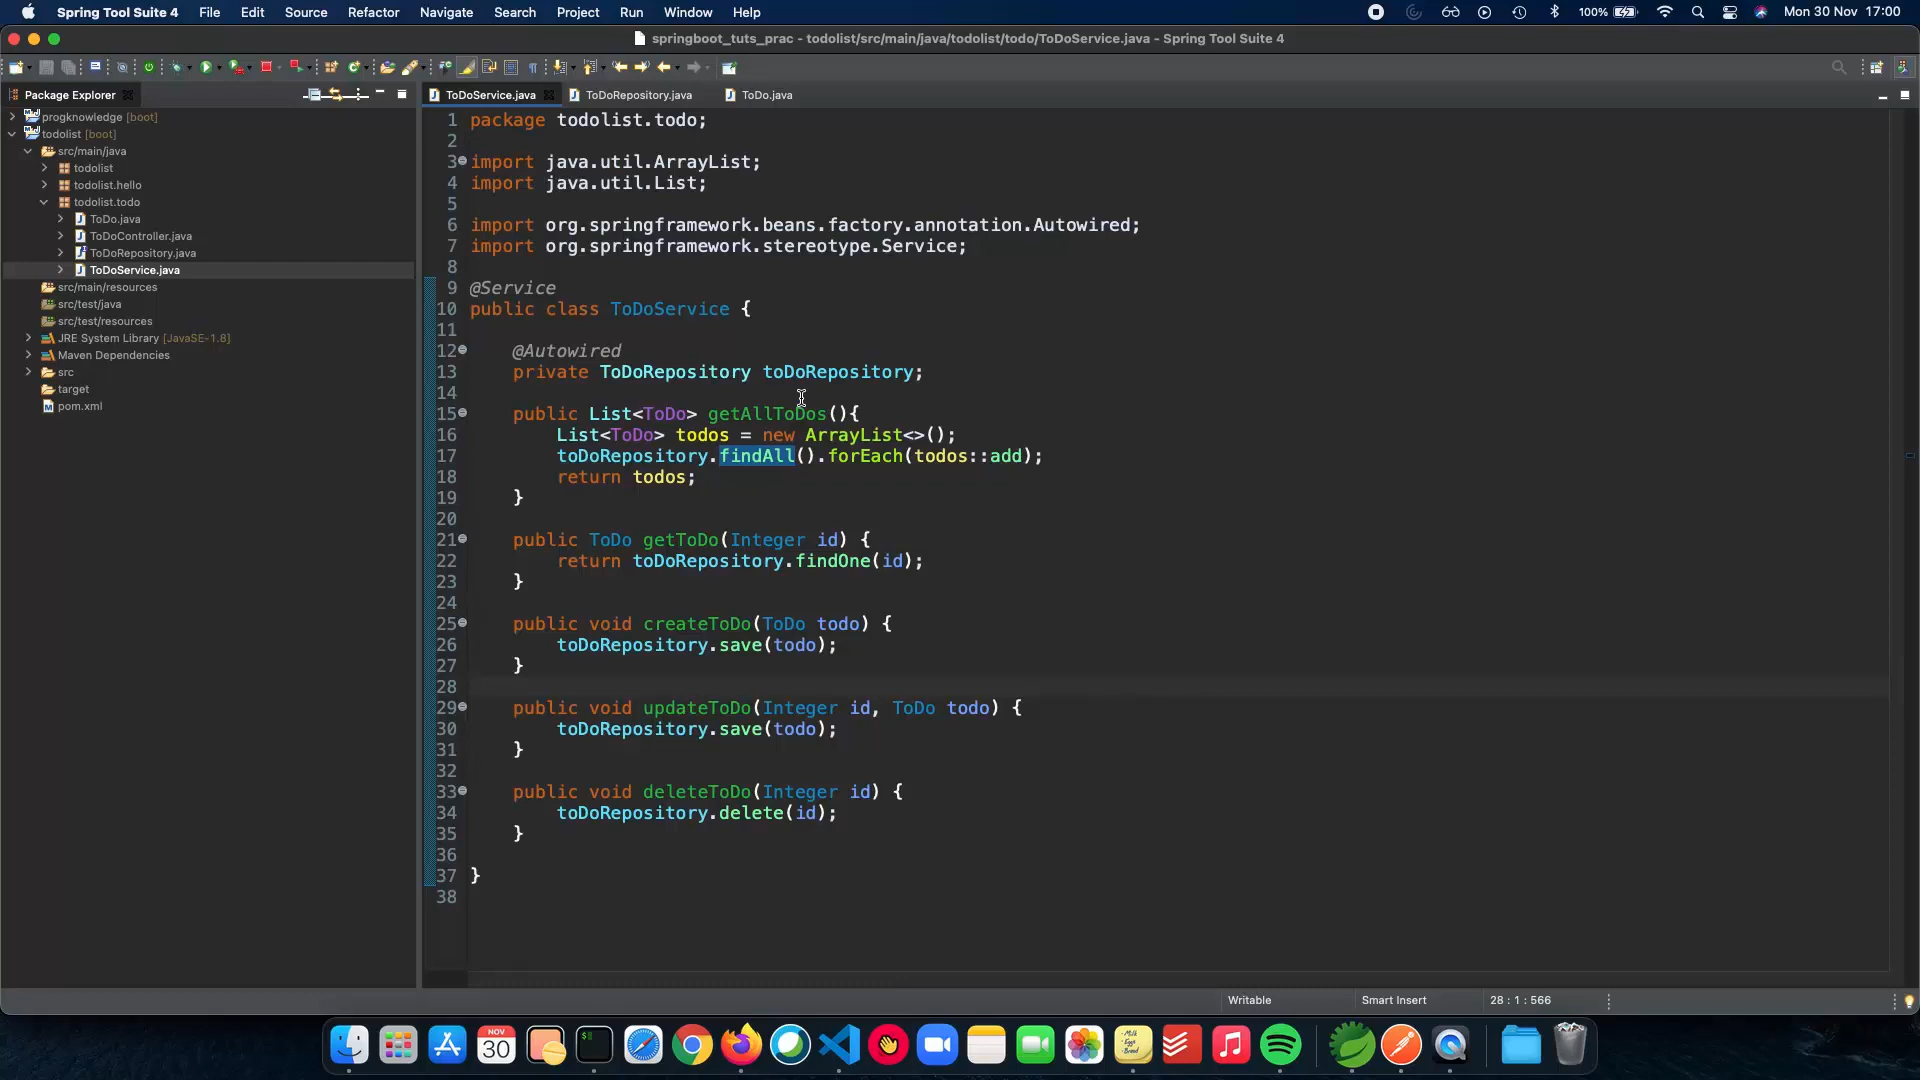 Spring Tool Suite 4 File Edit Source Refactor Navigate Search Project Run Window Help 100% Mon 30 Nov 17:00
springboot_tuts_prac - todolist/src/main/java/todolist/todo/ToDoService.java - Spring Tool Suite 4
Package Explorer
progknowledge [boot]
todolist [boot]
src/main/java
todolist
todolist.hello
todolist.todo
ToDo.java
ToDoController.java
ToDoRepository.java
ToDoService.java
src/main/resources
src/test/java
src/test/resources
JRE System Library [JavaSE-1.8]
Maven Dependencies
src
target
pom.xml
ToDoService.java ToDoRepository.java ToDo.java
1 package todolist.todo;
2
3 import java.util.ArrayList;
4 import java.util.List;
5
6 import org.springframework.beans.factory.annotation.Autowired;
7 import org.springframework.stereotype.Service;
8
9 @Service
10 public class ToDoService {
11
12 @Autowired
13 private ToDoRepository toDoRepository;
14
15 public List<ToDo> getAllToDos(){
16 List<ToDo> todos = new ArrayList<>();
17 toDoRepository.findAll().forEach(todos::add);
18 return todos;
19 }
20
21 public ToDo getToDo(Integer id) {
22 return toDoRepository.findOne(id);
23 }
24
25 public void createToDo(ToDo todo) {
26 toDoRepository.save(todo);
27 }
28
29 public void updateToDo(Integer id, ToDo todo) {
30 toDoRepository.save(todo);
31 }
32
33 public void deleteToDo(Integer id) {
34 toDoRepository.delete(id);
35 }
36
37 }
38
Writable Smart Insert 28 : 1 : 566
NOV
30